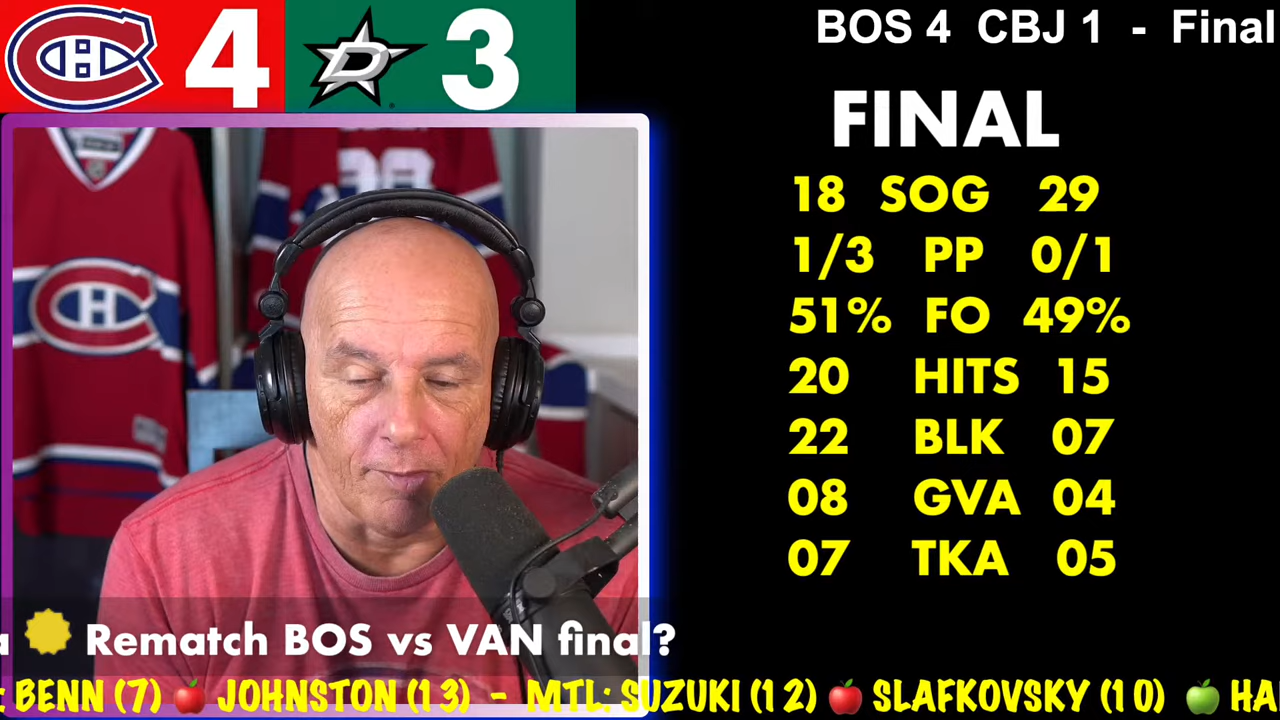 4 3
BOS 4 CBJ 1 - Final
FINAL
18 SOG 29
1/3 PP 0/1
51% FO 49%
20 HITS 15
22 BLK 07
08 GVA 04
07 TKA 05
Rematch BOS vs VAN final?
: BENN (7) JOHNSTON (13) - MTL: SUZUKI (12) SLAFKOVSKY (10) HA